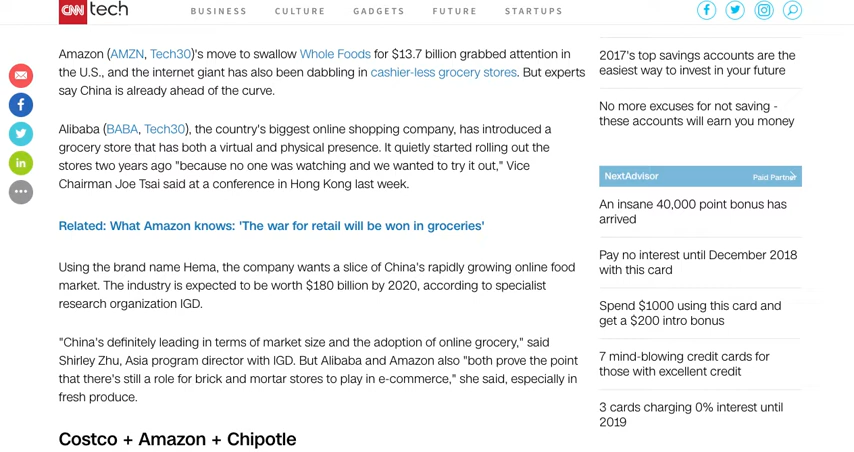 CNN tech
BUSINESS CULTURE GADGETS FUTURE STARTUPS
Amazon (AMZN, Tech30)'s move to swallow Whole Foods for $13.7 billion grabbed attention in
the U.S., and the internet giant has also been dabbling in cashier-less grocery stores. But experts
say China is already ahead of the curve.
Alibaba (BABA, Tech30), the country's biggest online shopping company, has introduced a
grocery store that has both a virtual and physical presence. It quietly started rolling out the
stores two years ago "because no one was watching and we wanted to try it out," Vice
Chairman Joe Tsai said at a conference in Hong Kong last week.
Related: What Amazon knows: 'The war for retail will be won in groceries'
Using the brand name Hema, the company wants a slice of China's rapidly growing online food
market. The industry is expected to be worth $180 billion by 2020, according to specialist
research organization IGD.
"China's definitely leading in terms of market size and the adoption of online grocery," said
Shirley Zhu, Asia program director with IGD. But Alibaba and Amazon also "both prove the point
that there's still a role for brick and mortar stores to play in e-commerce," she said, especially in
fresh produce.
Costco + Amazon + Chipotle
2017's top savings accounts are the
easiest way to invest in your future
No more excuses for not saving -
these accounts will earn you money
NextAdvisor Paid Partner
An insane 40,000 point bonus has
arrived
Pay no interest until December 2018
with this card
Spend $1000 using this card and
get a $200 intro bonus
7 mind-blowing credit cards for
those with excellent credit
3 cards charging 0% interest until
2019